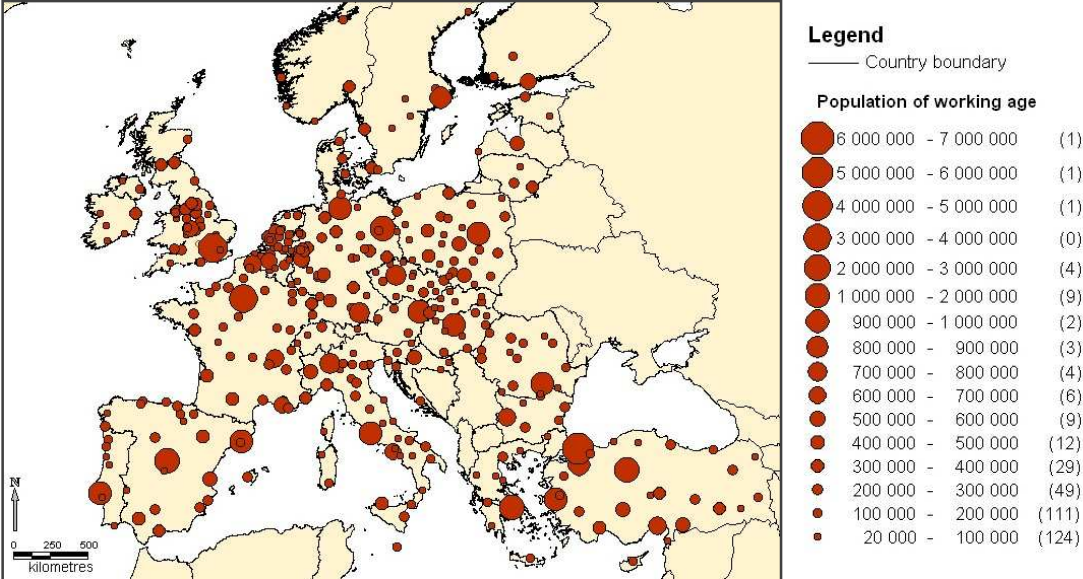 Legend
Country boundary
Population of working age
6 000 000 - 7 000 000 (1)
5 000 000 - 6 000 000 (1)
4 000 000 - 5 000 000 (1)
3 000 000 - 4 000 000 (0)
2 000 000 - 3 000 000 (4)
1 000 000 - 2 000 000 (9)
900 000 - 1 000 000 (2)
800 000 - 900 000 (3)
700 000 - 800 000 (4)
600 000 - 700 000 (6)
500 000 - 600 000 (9)
400 000 - 500 000 (12)
300 000 - 400 000 (29)
200 000 - 300 000 (49)
100 000 - 200 000 (111)
20 000 - 100 000 (124)
N
0 250 500
kilometres